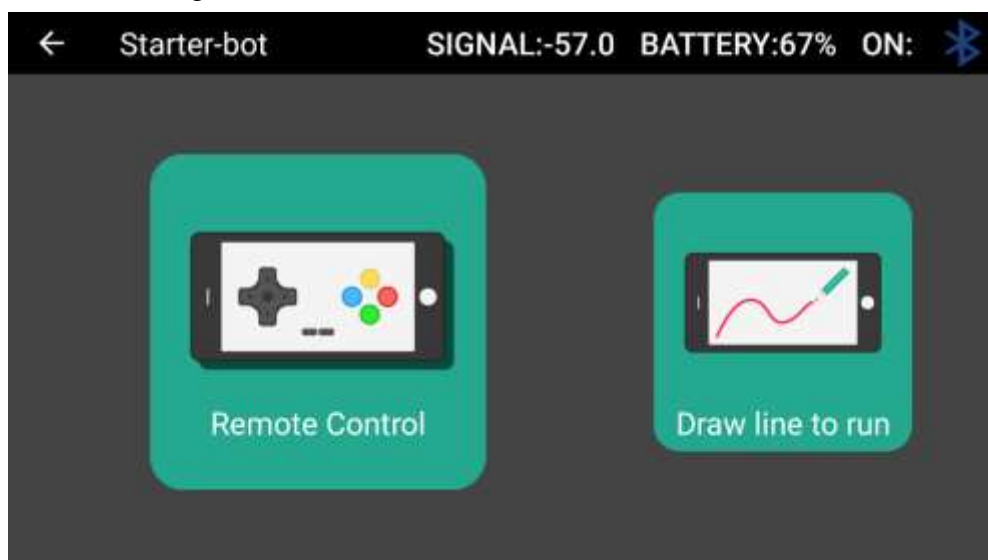 Starter-bot SIGNAL:-57.0 BATTERY:67% ON:
Remote Control
Draw line to run